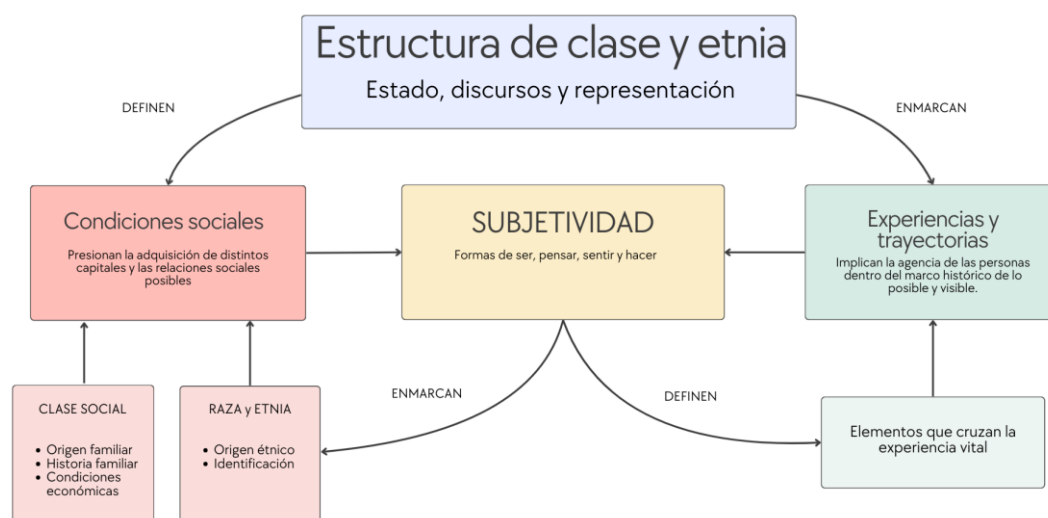 Estructura de clase y etnia
Estado, discursos y representación
DEFINEN
ENMARCAN
Condiciones sociales
Presionan la adquisición de distintos
capitales y las relaciones sociales
posibles
SUBJETIVIDAD
Formas de ser, pensar, sentir y hacer
Experiencias y
trayectorias
Implican la agencia de las personas
dentro del marco histórico de lo
posible y visible.
ENMARCAN
DEFINEN
CLASE SOCIAL
• Origen familiar
• Historia familiar
• Condiciones
económicas
RAZA y ETNIA
• Origen étnico
• Identificación
Elementos que cruzan la
experiencia vital